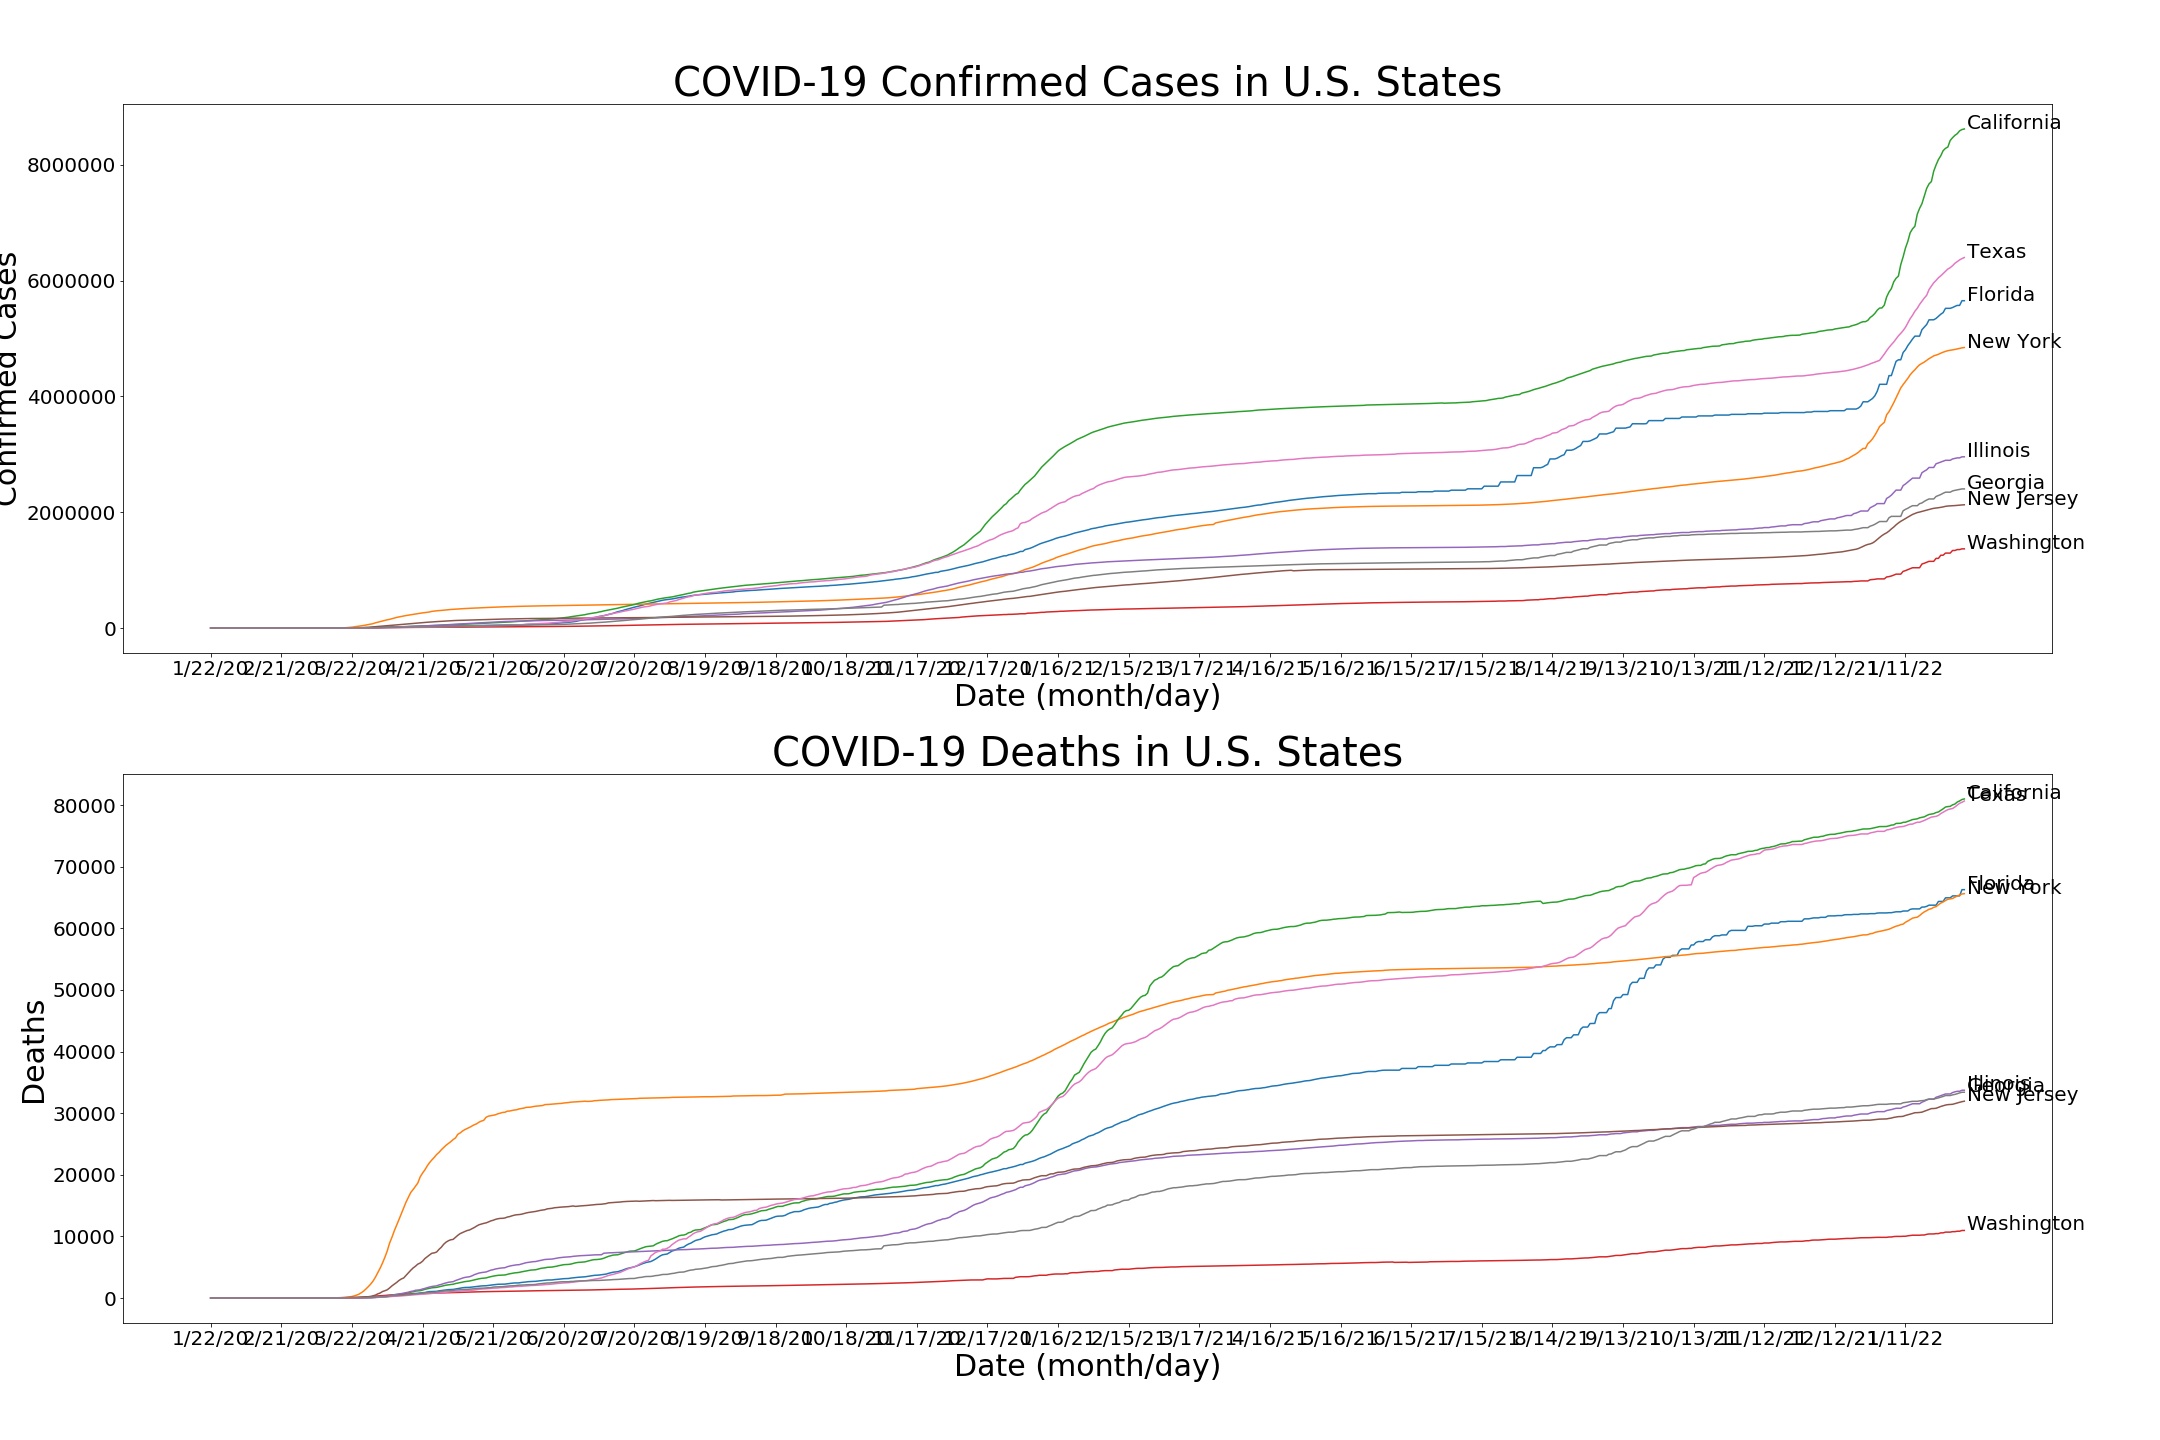 COVID-19 Confirmed Cases in U.S. States
Confirmed Cases
8000000
6000000
4000000
2000000
0
California
Texas
Florida
New York
Illinois
Georgia
New Jersey
Washington
1/22/20 2/21/20 3/22/20 4/21/20 5/21/20 6/20/20 7/20/20 8/19/20 9/18/20 10/18/20 11/17/20 12/17/20 1/16/21 2/15/21 3/17/21 4/16/21 5/16/21 6/15/21 7/15/21 8/14/21 9/13/21 10/13/21 11/12/21 12/12/21 1/11/22
Date (month/day)
COVID-19 Deaths in U.S. States
Deaths
80000
70000
60000
50000
40000
30000
20000
10000
0
California
Texas
Florida
New York
Illinois
Georgia
New Jersey
Washington
1/22/20 2/21/20 3/22/20 4/21/20 5/21/20 6/20/20 7/20/20 8/19/20 9/18/20 10/18/20 11/17/20 12/17/20 1/16/21 2/15/21 3/17/21 4/16/21 5/16/21 6/15/21 7/15/21 8/14/21 9/13/21 10/13/21 11/12/21 12/12/21 1/11/22
Date (month/day)